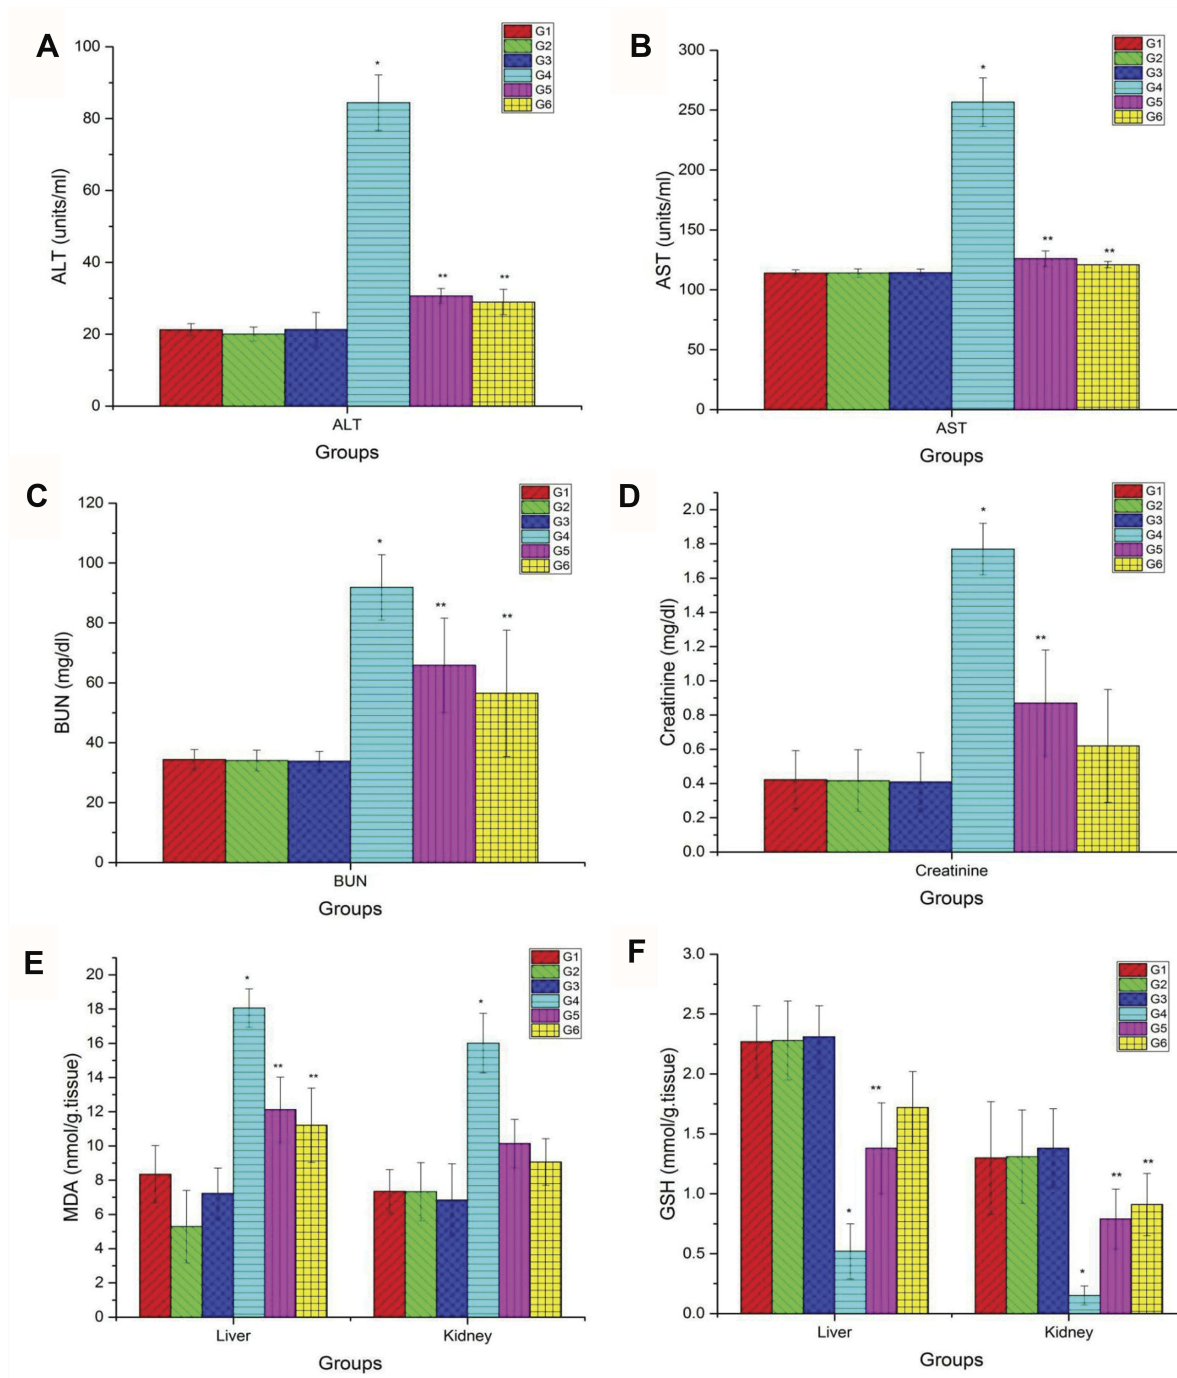 A
G1
G2
G3
G4
G5
G6
100
80
60
40
20
0
ALT (units/ml)
*
**
**
ALT
Groups
B
G1
G2
G3
G4
G5
G6
300
250
200
150
100
50
0
AST (units/ml)
*
**
**
AST
Groups
C
G1
G2
G3
G4
G5
G6
120
100
80
60
40
20
0
BUN (mg/dl)
*
**
**
BUN
Groups
D
G1
G2
G3
G4
G5
G6
2.0
1.8
1.6
1.4
1.2
1.0
0.8
0.6
0.4
0.2
0.0
Creatinine (mg/dl)
*
**
Creatinine
Groups
E
G1
G2
G3
G4
G5
G6
20
18
16
14
12
10
8
6
4
2
0
MDA (nmol/g.tissue)
*
**
**
*
Liver
Kidney
Groups
F
G1
G2
G3
G4
G5
G6
3.0
2.5
2.0
1.5
1.0
0.5
0.0
GSH (mmol/g.tissue)
*
**
*
**
**
Liver
Kidney
Groups